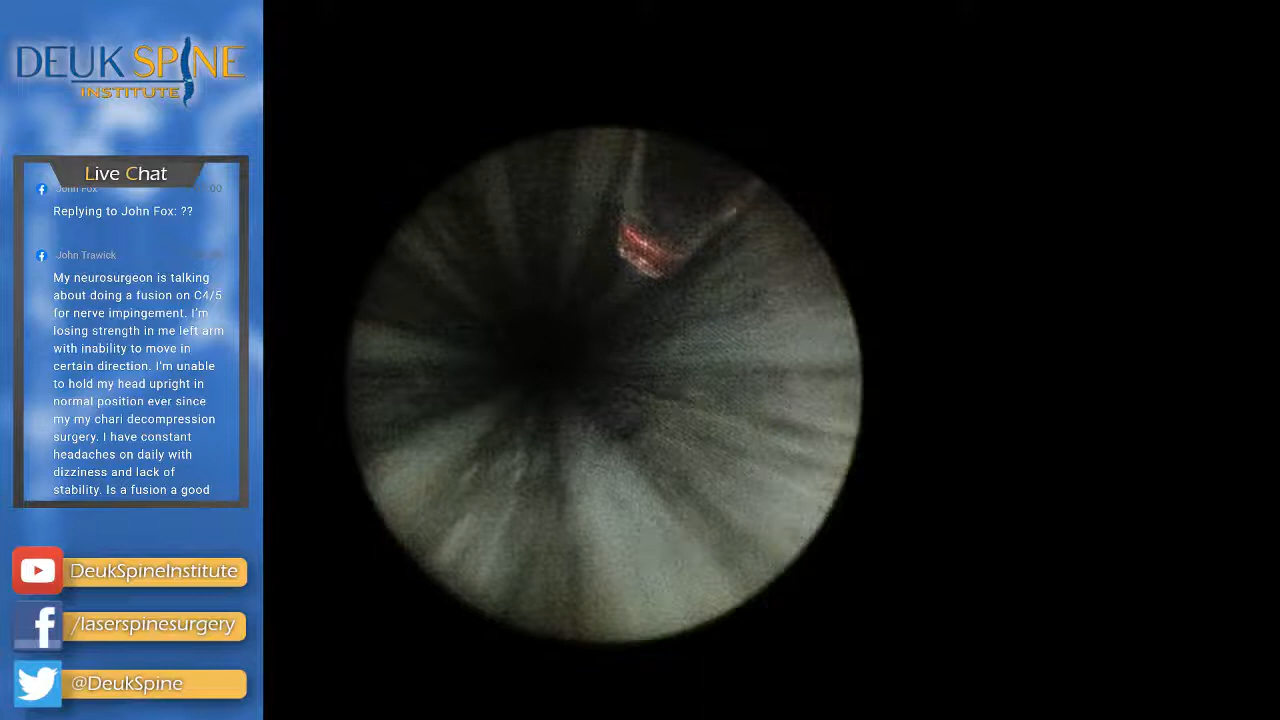 DEUK SPINE
INSTITUTE
Live Chat
John Fox
Replying to John Fox: ??
John Trawick
My neurosurgeon is talking
about doing a fusion on C4/5
for nerve impingement. I'm
losing strength in me left arm
with inability to move in
certain direction. I'm unable
to hold my head upright in
normal position ever since
my my chari decompression
surgery. I have constant
headaches on daily with
dizziness and lack of
stability. Is a fusion a good
DeukSpineInstitute
/laserspinesurgery
@DeukSpine